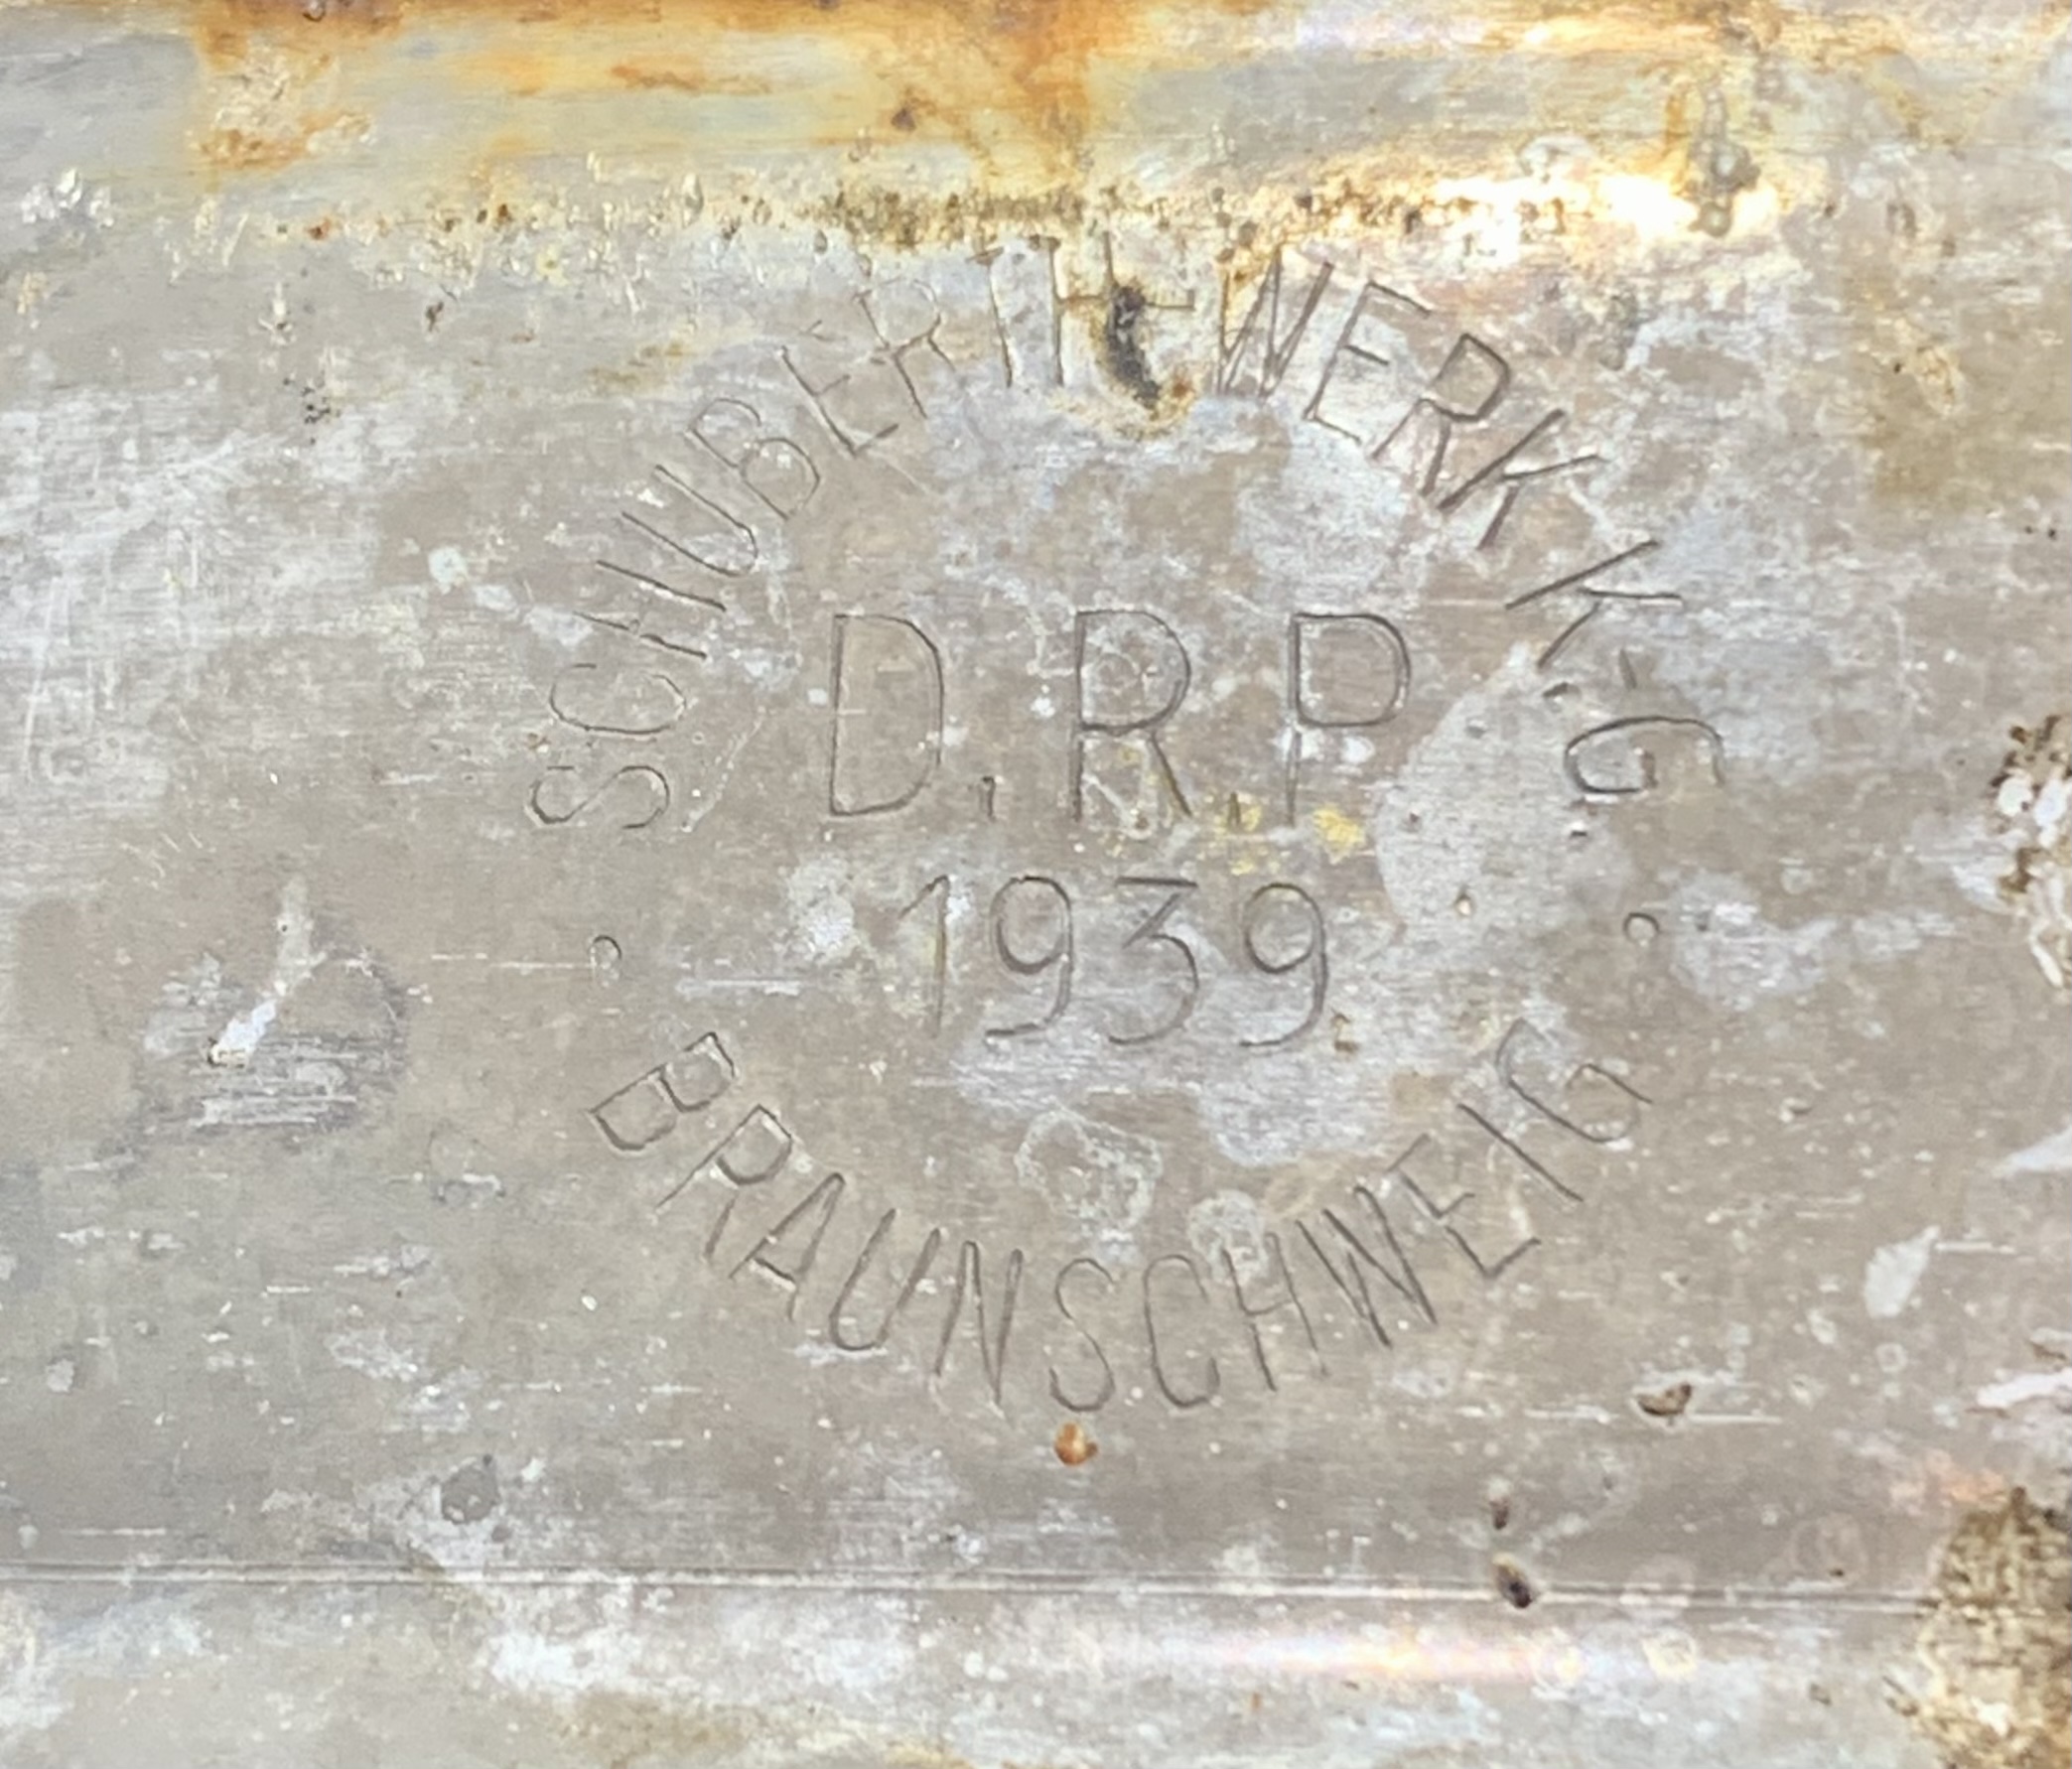 SCHUBERTH-WERK K.-G.
D.R.P.
1939
BRAUNSCHWEIG